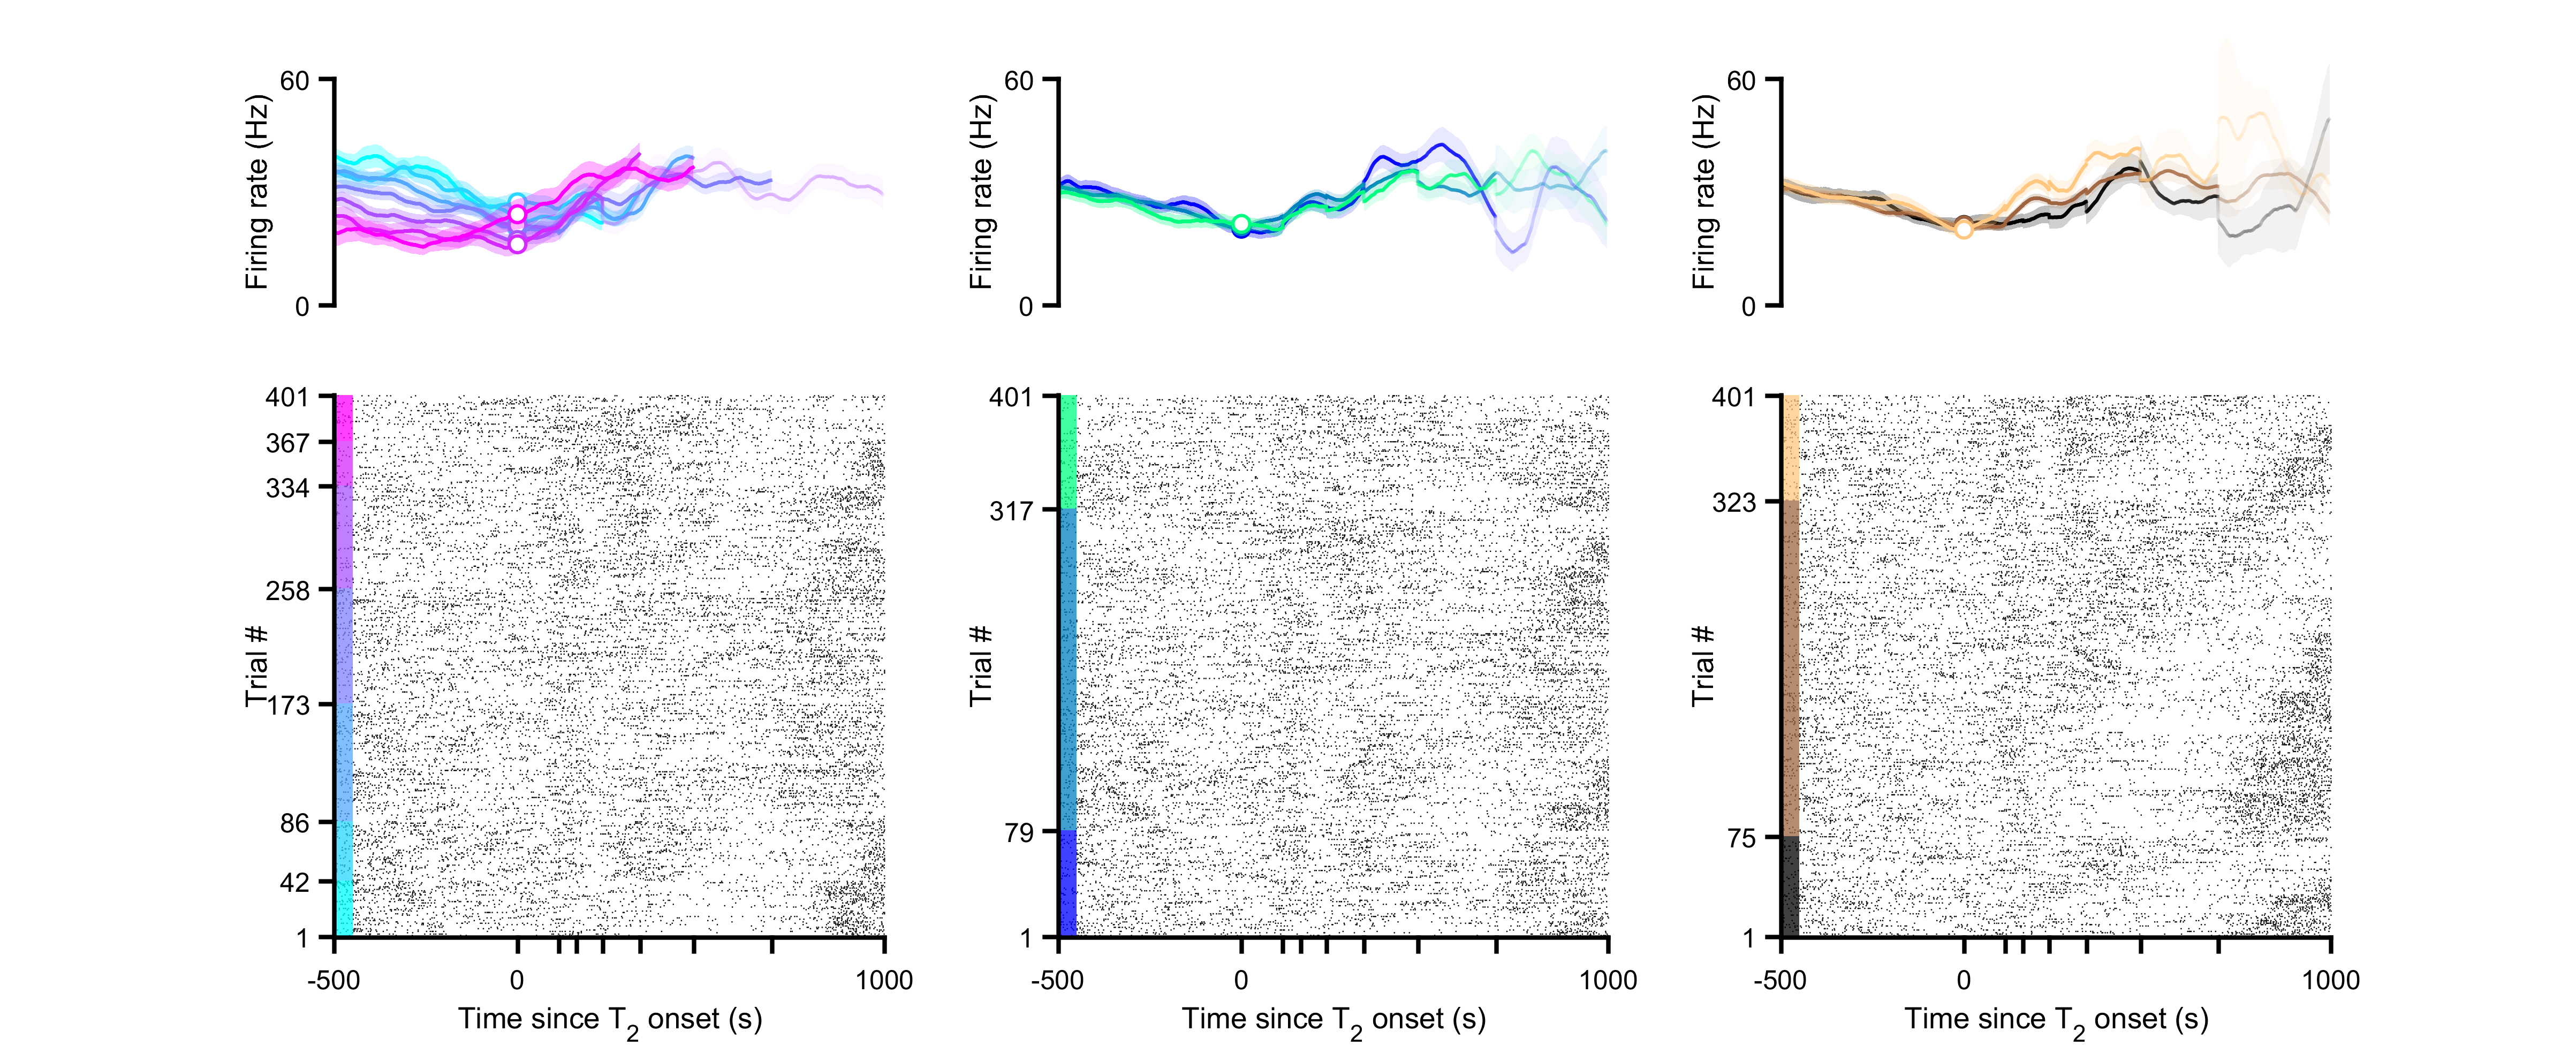 60
Firing rate (Hz)
0
60
Firing rate (Hz)
0
60
Firing rate (Hz)
0
401
367
334
258
Trial #
173
86
42
1
-500 0 1000
Time since T2 onset (s)
401
317
Trial #
79
1
-500 0 1000
Time since T2 onset (s)
401
323
Trial #
75
1
-500 0 1000
Time since T2 onset (s)